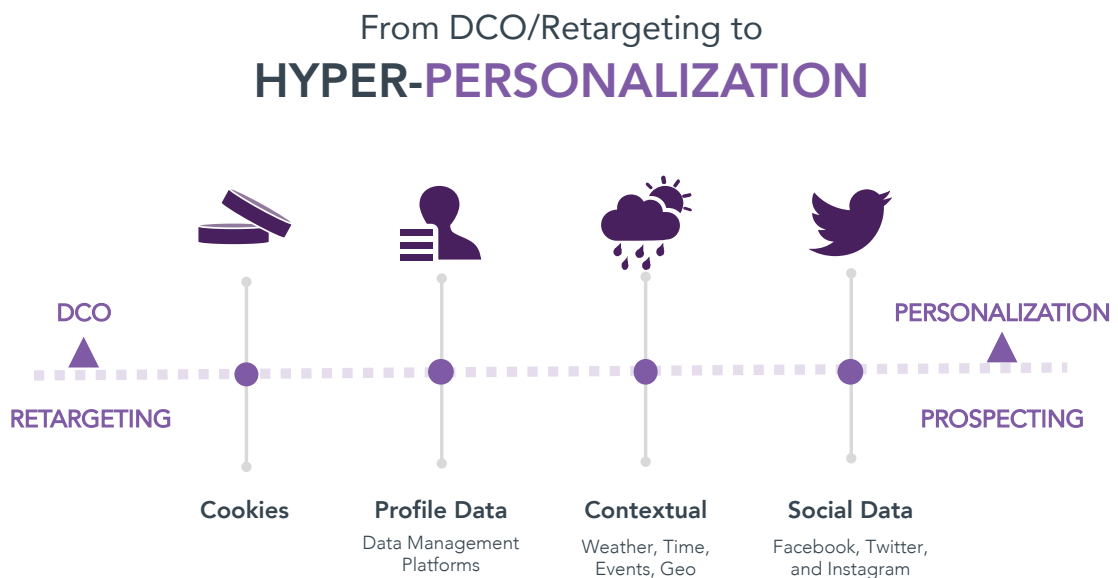 From DCO/Retargeting to
HYPER-PERSONALIZATION
DCO
PERSONALIZATION
RETARGETING
PROSPECTING
Cookies
Profile Data
Data Management
Platforms
Contextual
Weather, Time,
Events, Geo
Social Data
Facebook, Twitter,
and Instagram